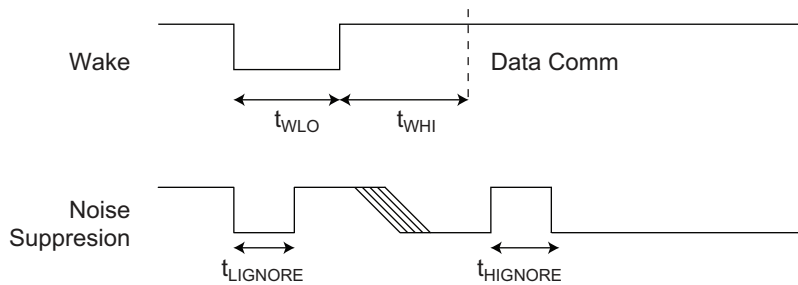 Wake
Data Comm
tWLO
tWHI
Noise
Suppresion
tLIGNORE
tHIGNORE